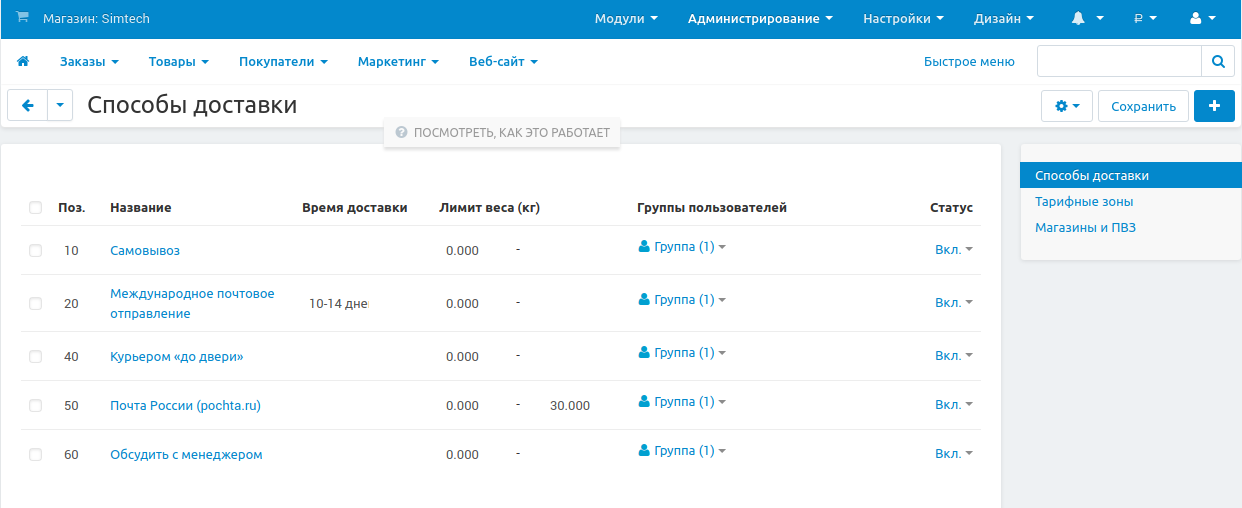 Магазин: Simtech Модули Администрирование Настройки Дизайн ₽
Заказы Товары Покупатели Маркетинг Веб-сайт Быстрое меню
Способы доставки Сохранить
ПОСМОТРЕТЬ, КАК ЭТО РАБОТАЕТ
Способы доставки
Тарифные зоны
Магазины и ПВЗ
Поз. Название Время доставки Лимит веса (кг) Группы пользователей Статус
10 Самовывоз 0.000 - Группа (1) Вкл.
20 Международное почтовое отправление 10-14 дне 0.000 - Группа (1) Вкл.
40 Курьером «до двери» 0.000 - Группа (1) Вкл.
50 Почта России (pochta.ru) 0.000 - 30.000 Группа (1) Вкл.
60 Обсудить с менеджером 0.000 - Группа (1) Вкл.